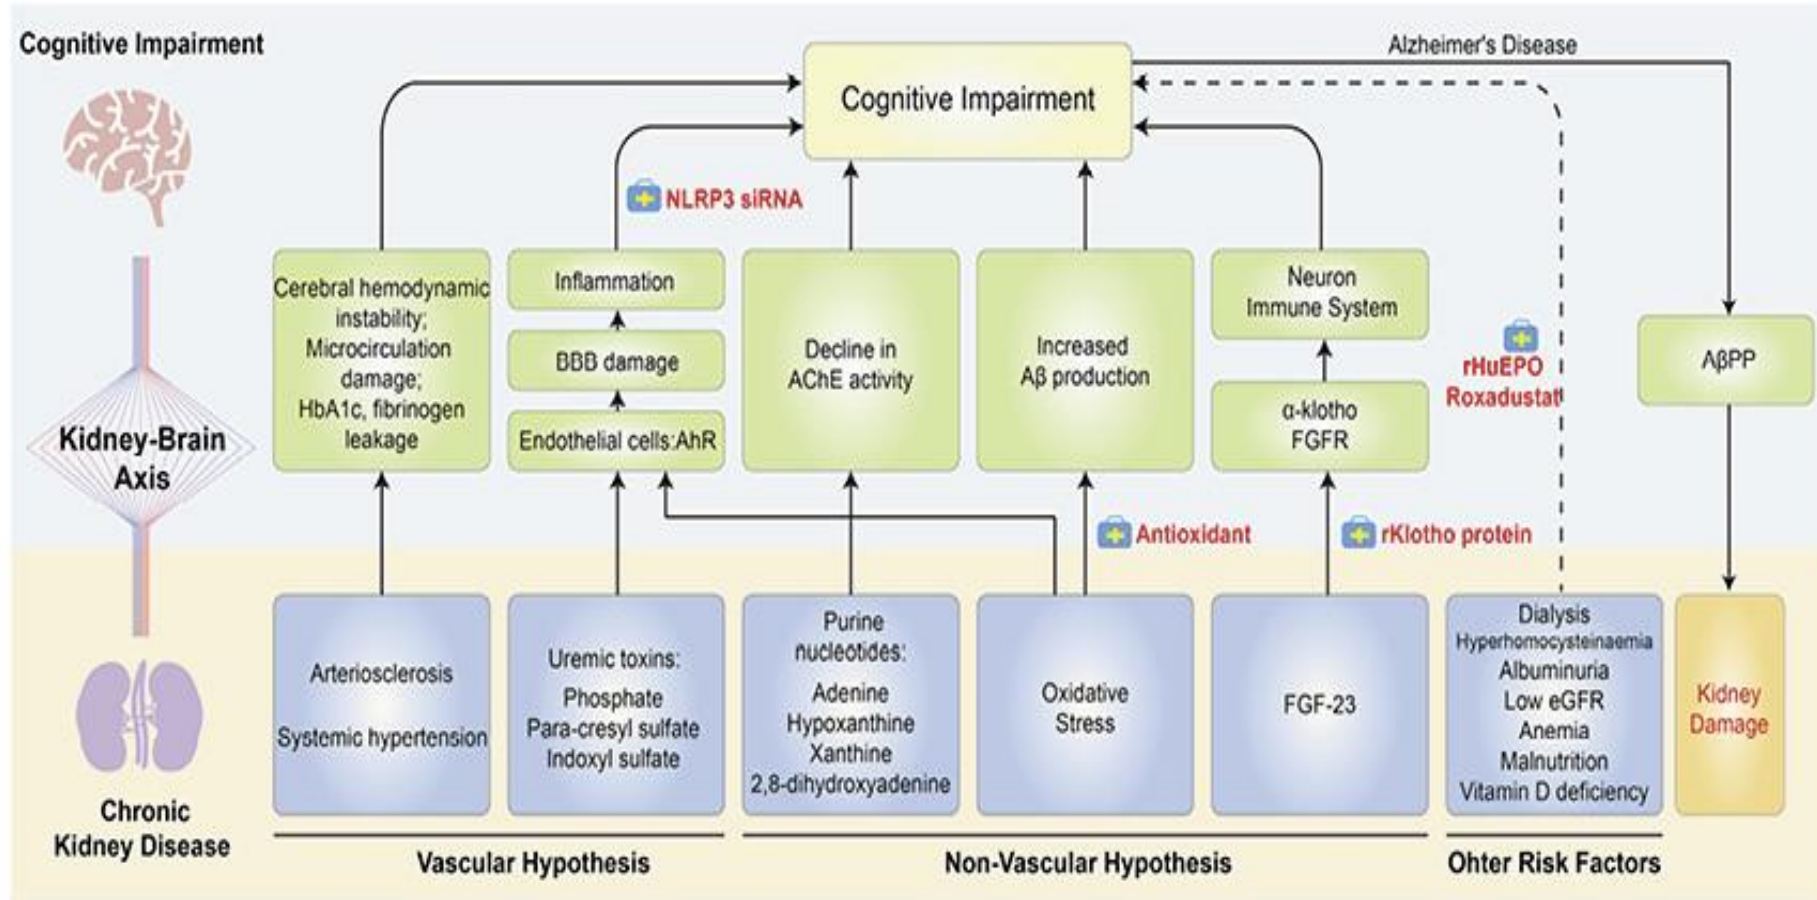 Cognitive Impairment
Alzheimer's Disease
Cognitive Impairment
NLRP3 siRNA
Cerebral hemodynamic
instability;
Microcirculation
damage;
HbA1c, fibrinogen
leakage
Inflammation
BBB damage
Endothelial cells:AhR
Decline in
AChE activity
Increased
Aβ production
Neuron
Immune System
α-klotho
FGFR
rHuEPO
Roxadustat
AβPP
Kidney-Brain
Axis
Antioxidant
rKlotho protein
Arteriosclerosis
Systemic hypertension
Uremic toxins:
Phosphate
Para-cresyl sulfate
Indoxyl sulfate
Purine
nucleotides:
Adenine
Hypoxanthine
Xanthine
2,8-dihydroxyadenine
Oxidative
Stress
FGF-23
Dialysis
Hyperhomocysteinaemia
Albuminuria
Low eGFR
Anemia
Malnutrition
Vitamin D deficiency
Kidney
Damage
Chronic
Kidney Disease
Vascular Hypothesis
Non-Vascular Hypothesis
Ohter Risk Factors